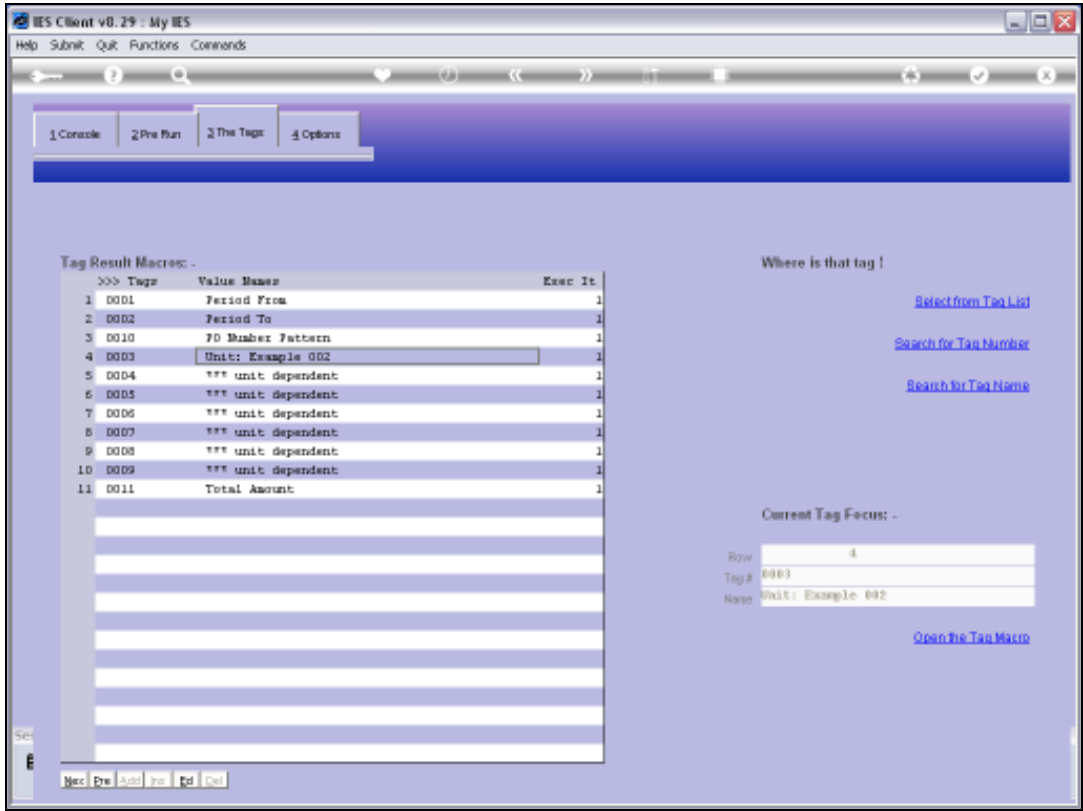 IES Client v8.29 : My IES
Help Submit Quit Functions Commands
1 Console 2 Pre Run 3 The Tags 4 Options
Tag Result Macros: -
>>> Tags Value Names Exec It
1 0001 Period From 1
2 0002 Period To 1
3 0010 PO Number Pattern 1
4 0003 Unit: Example 002 1
5 0004 *** unit dependent 1
6 0005 *** unit dependent 1
7 0006 *** unit dependent 1
8 0007 *** unit dependent 1
9 0008 *** unit dependent 1
10 0009 *** unit dependent 1
11 0011 Total Amount 1
Where is that tag !
Select from Tag List
Search for Tag Number
Search for Tag Name
Current Tag Focus: -
Row 4
Tag # 0003
Name Unit: Example 002
Open the Tag Macro
Nex Pre Add Ins Ed Del